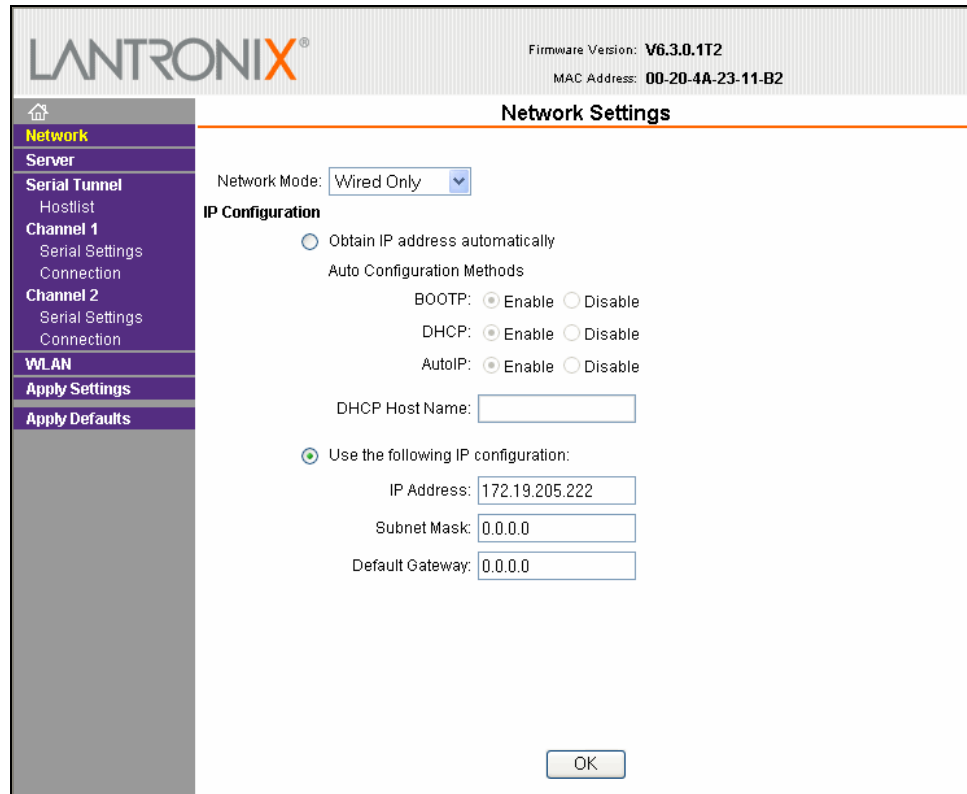 LANTRONIX®
Firmware Version: V6.3.0.1T2
MAC Address: 00-20-4A-23-11-B2
Network
Server
Serial Tunnel
Hostlist
Channel 1
Serial Settings
Connection
Channel 2
Serial Settings
Connection
WLAN
Apply Settings
Apply Defaults
Network Settings
Network Mode: Wired Only
IP Configuration
Obtain IP address automatically
Auto Configuration Methods
BOOTP: Enable Disable
DHCP: Enable Disable
AutoIP: Enable Disable
DHCP Host Name:
Use the following IP configuration:
IP Address: 172.19.205.222
Subnet Mask: 0.0.0.0
Default Gateway: 0.0.0.0
OK